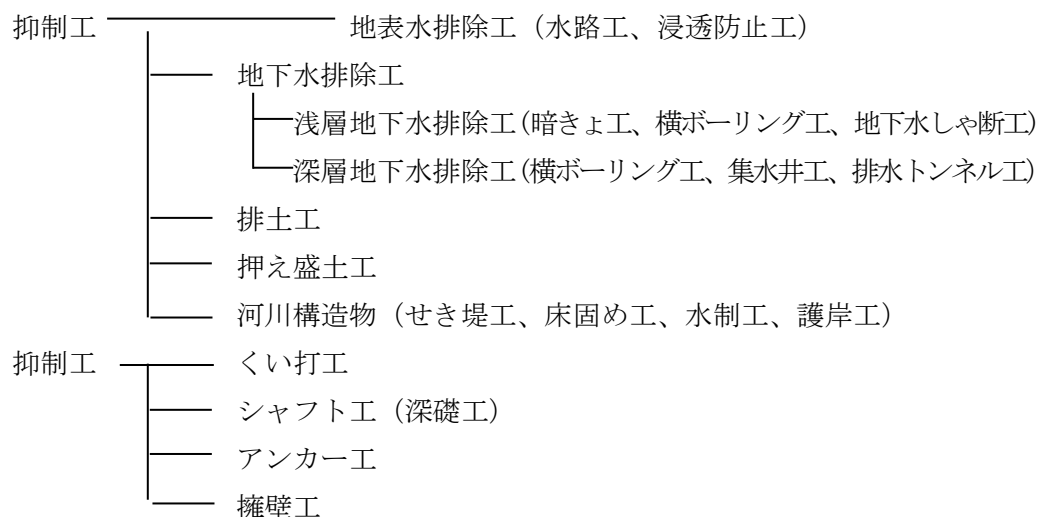 抑制工 地表水排除工（水路工、浸透防止工）
地下水排除工
浅層地下水排除工(暗きょ工、横ボーリング工、地下水しゃ断工)
深層地下水排除工(横ボーリング工、集水井工、排水トンネル工)
排土工
押え盛土工
河川構造物（せき堤工、床固め工、水制工、護岸工）
抑制工 くい打工
シャフト工（深礎工）
アンカー工
擁壁工